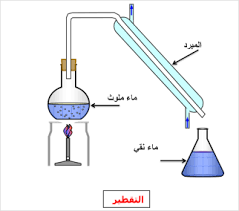 المبرد
ماء ملوث
ماء نقي
التقطير